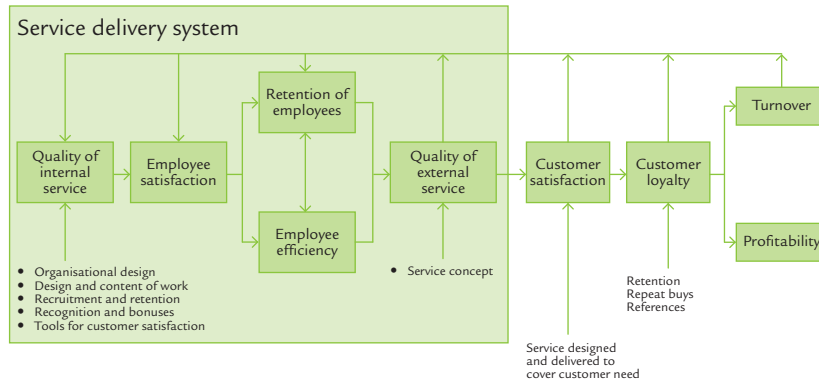 Service delivery system
Retention of
employees
Turnover
Quality of
internal
service
Employee
satisfaction
Quality of
external
service
Customer
satisfaction
Customer
loyalty
Employee
efficiency
Profitability
• Organisational design
• Design and content of work
• Recruitment and retention
• Recognition and bonuses
• Tools for customer satisfaction
• Service concept
Retention
Repeat buys
References
Service designed
and delivered to
cover customer need